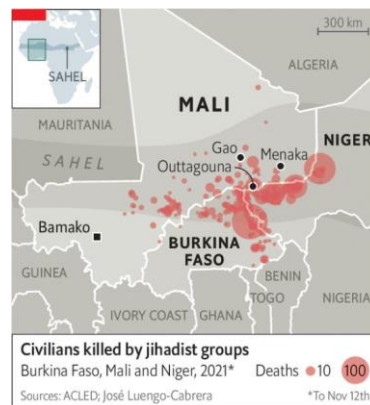 300 km
SAHEL
ALGERIA
MALI
MAURITANIA
NIGER
Gao
Menaka
SAHEL
Outtagouna
Bamako
BURKINA
FASO
GUINEA
BENIN
TOGO
NIGERIA
IVORY COAST
GHANA
Civilians killed by jihadist groups
Burkina Faso, Mali and Niger, 2021* Deaths 10 100
Sources: ACLED; José Luengo-Cabrera *To Nov 12th